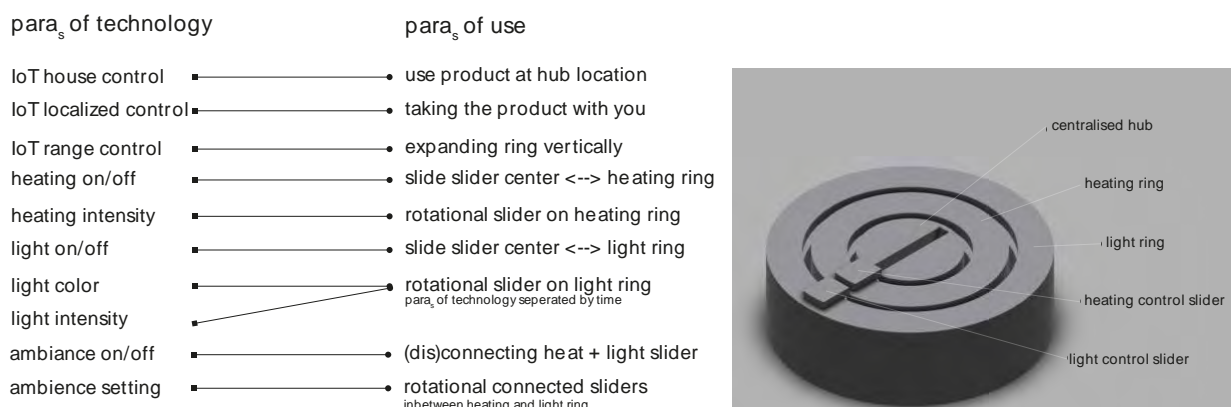 para_s of technology
para_s of use
IoT house control
use product at hub location
IoT localized control
taking the product with you
IoT range control
expanding ring vertically
heating on/off
slide slider center <--> heating ring
heating intensity
rotational slider on heating ring
light on/off
slide slider center <--> light ring
light color
rotational slider on light ring
para_s of technology seperated by time
light intensity
ambiance on/off
(dis)connecting heat + light slider
ambience setting
rotational connected sliders
inbetween heating and light ring
centralised hub
heating ring
light ring
heating control slider
light control slider